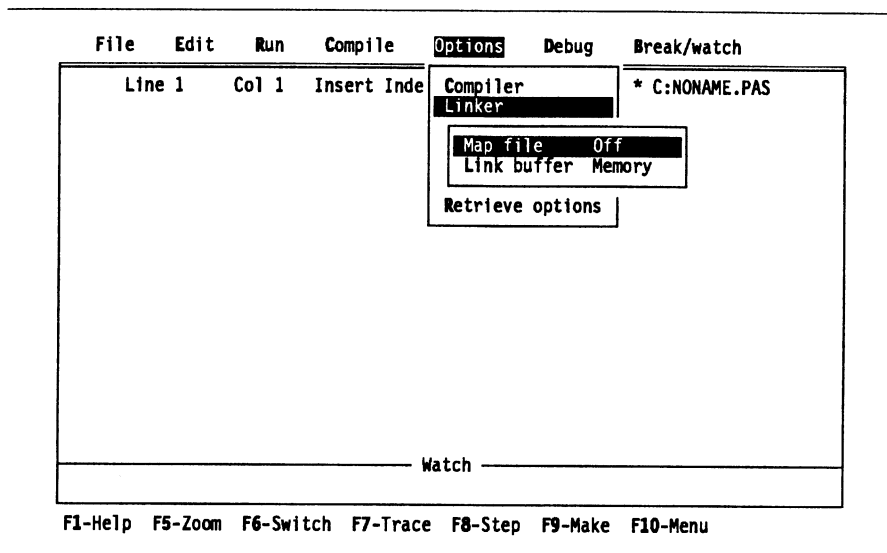 File Edit Run Compile Options Debug Break/watch
Line 1 Col 1 Insert Inde Compiler * C:NONAME.PAS
Linker
Map file Off
Link buffer Memory
Retrieve options
Watch
F1-Help F5-Zoom F6-Switch F7-Trace F8-Step F9-Make F10-Menu